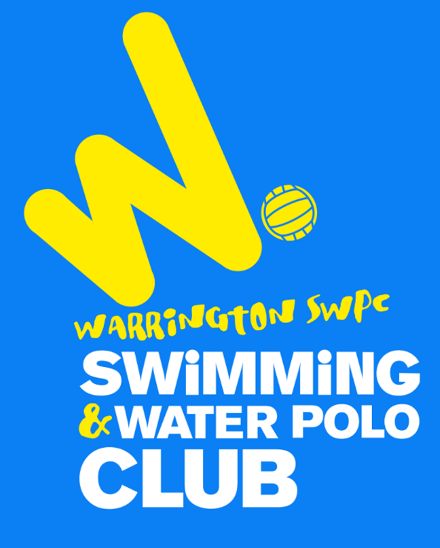 W.
WARRiNGtON SWPC
SWiMMiNG
& WATER POLO
CLUB